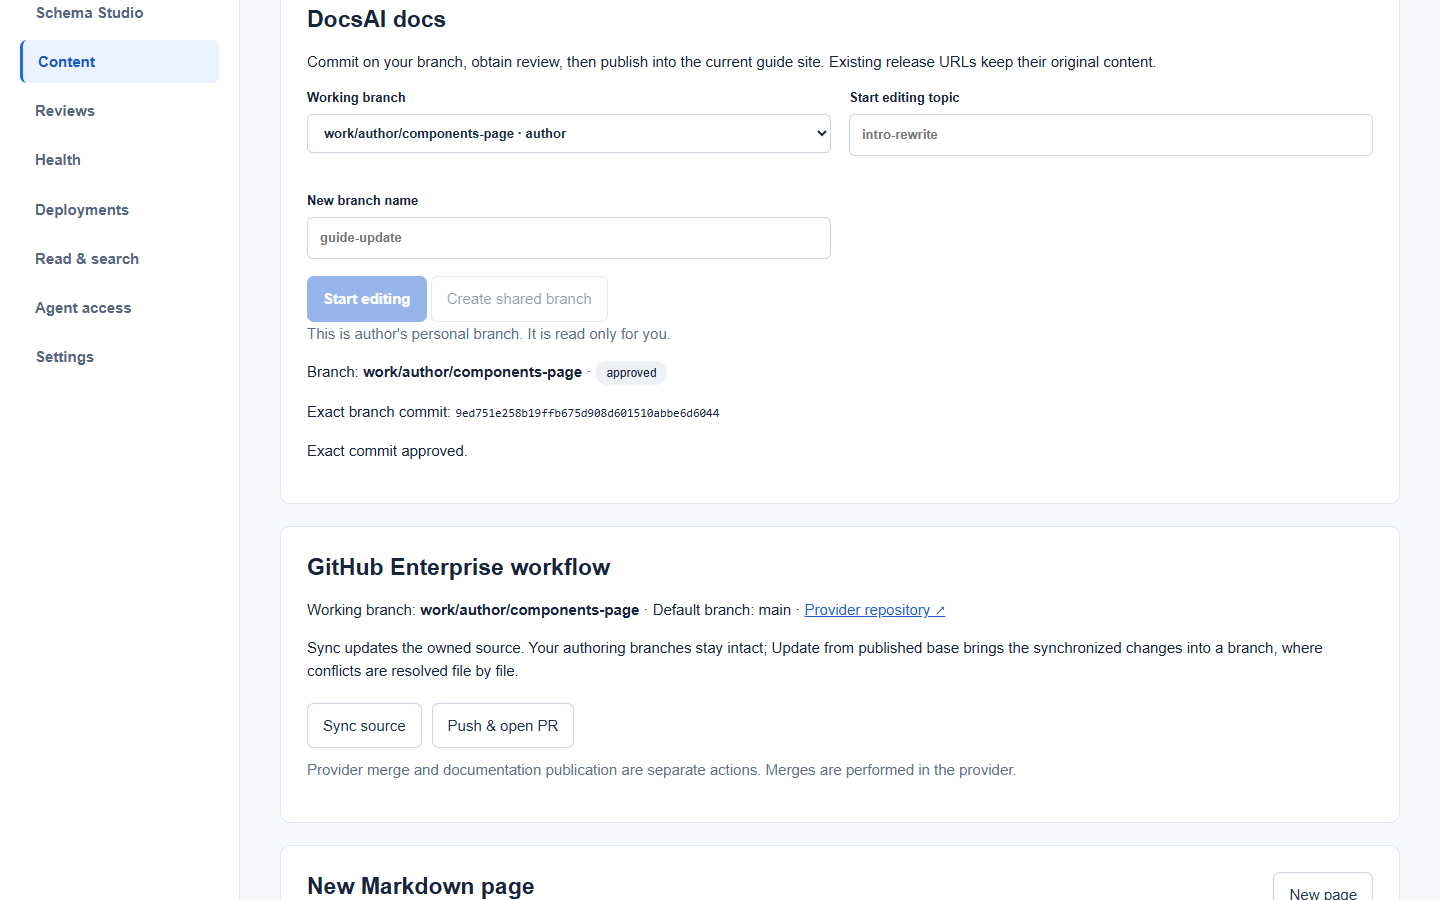 Schema Studio
Content
Reviews
Health
Deployments
Read & search
Agent access
Settings
DocsAI docs
Commit on your branch, obtain review, then publish into the current guide site. Existing release URLs keep their original content.
Working branch
work/author/components-page · author
Start editing topic
intro-rewrite
New branch name
guide-update
Start editing
Create shared branch
This is author's personal branch. It is read only for you.
Branch: work/author/components-page · approved
Exact branch commit: 9ed751e258b19ffb675d908d601510abbe6d6044
Exact commit approved.
GitHub Enterprise workflow
Working branch: work/author/components-page · Default branch: main · Provider repository ↗
Sync updates the owned source. Your authoring branches stay intact; Update from published base brings the synchronized changes into a branch, where
conflicts are resolved file by file.
Sync source
Push & open PR
Provider merge and documentation publication are separate actions. Merges are performed in the provider.
New Markdown page
New page